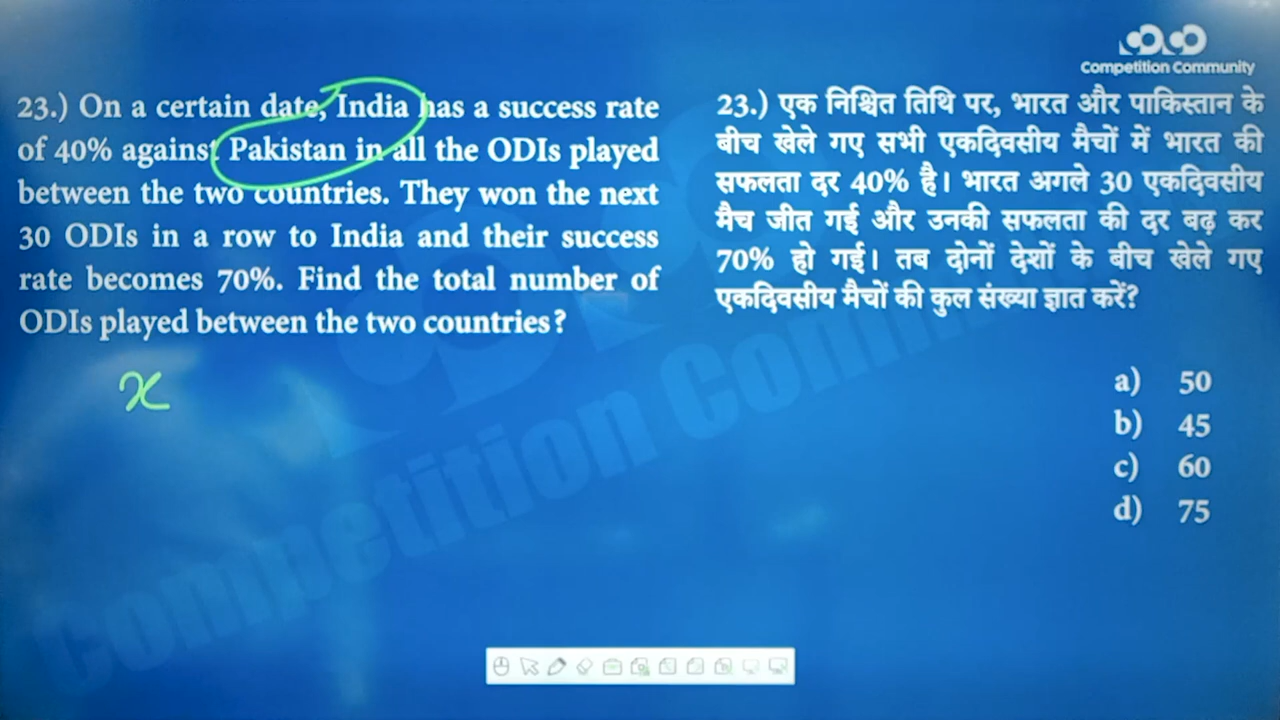 Competition Community
23.) On a certain date, India has a success rate
of 40% against Pakistan in all the ODIs played
between the two countries. They won the next
30 ODIs in a row to India and their success
rate becomes 70%. Find the total number of
ODIs played between the two countries?
x
23.) एक निश्चित तिथि पर, भारत और पाकिस्तान के
बीच खेले गए सभी एकदिवसीय मैचों में भारत की
सफलता दर 40% है। भारत अगले 30 एकदिवसीय
मैच जीत गई और उनकी सफलता की दर बढ़ कर
70% हो गई। तब दोनों देशों के बीच खेले गए
एकदिवसीय मैचों की कुल संख्या ज्ञात करें?
a) 50
b) 45
c) 60
d) 75
Competition Community